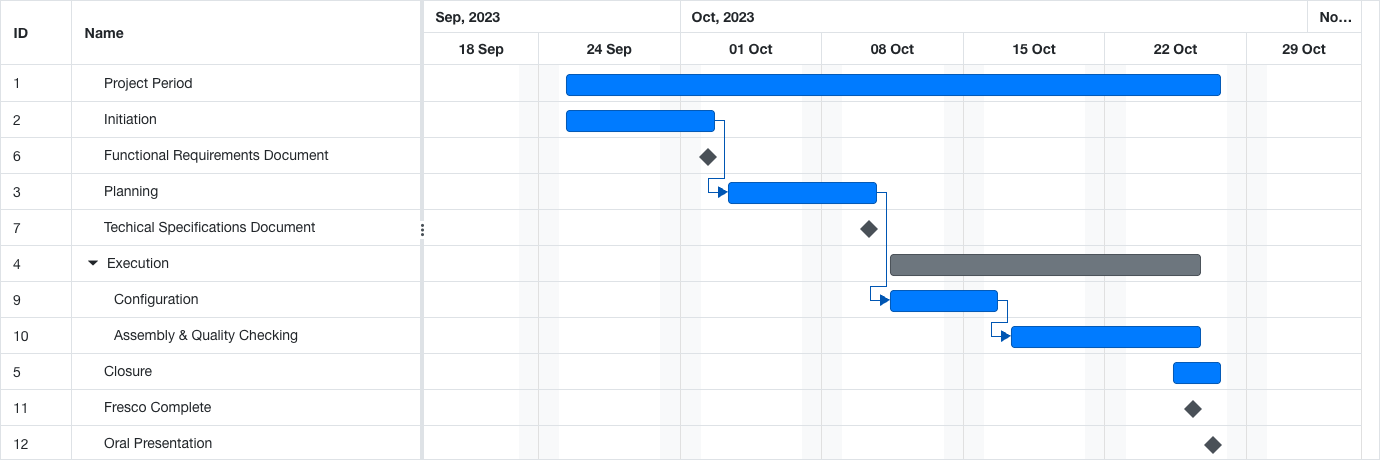 ID Name Sep, 2023 Oct, 2023 No...
18 Sep 24 Sep 01 Oct 08 Oct 15 Oct 22 Oct 29 Oct
1 Project Period
2 Initiation
6 Functional Requirements Document
3 Planning
7 Techical Specifications Document
4 Execution
9 Configuration
10 Assembly & Quality Checking
5 Closure
11 Fresco Complete
12 Oral Presentation